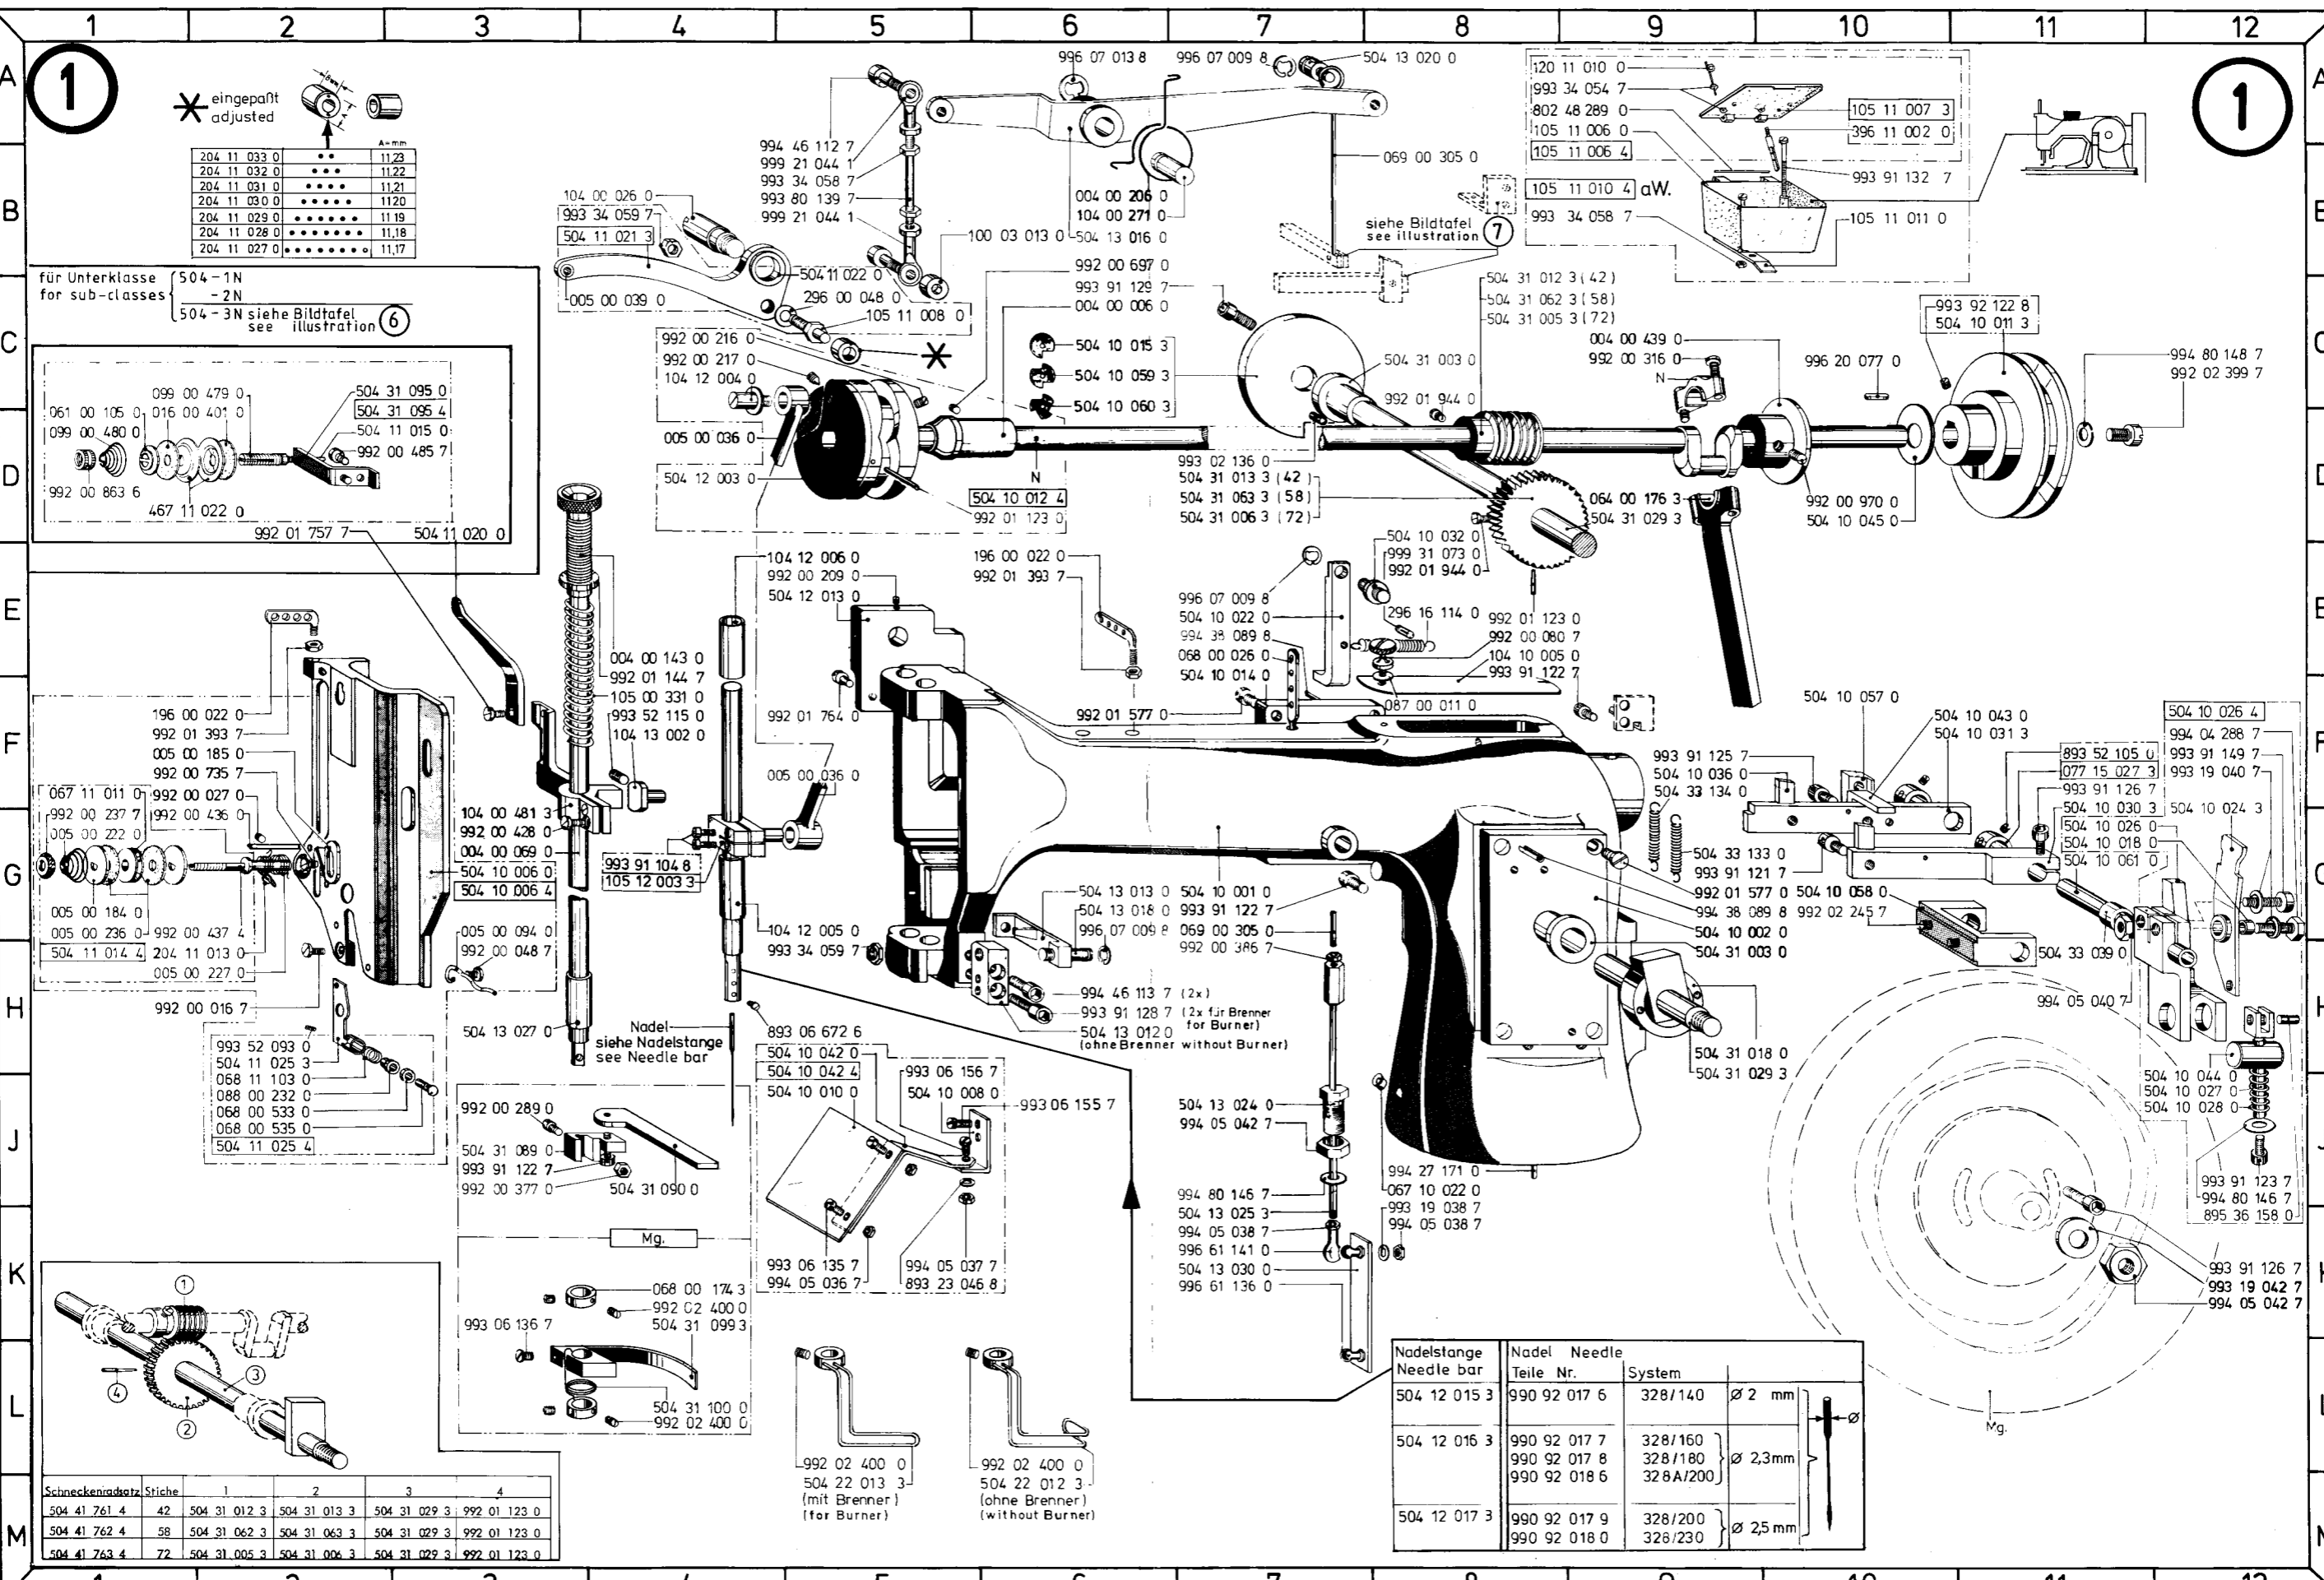 1 2 3 4 5 6 7 8 9 10 11 12
A
B
C
D
E
F
G
H
J
K
L
M
1
1
eingepaßt
adjusted
8mm
A
A=mm
204 11 033 0 11,23
204 11 032 0 11,22
204 11 031 0 11,21
204 11 030 0 11,20
204 11 029 0 11,19
204 11 028 0 11,18
204 11 027 0 11,17
für Unterklasse 504-1N
for sub-classes -2N
504-3N siehe Bildtafel
see illustration 6
099 00 479 0
061 00 105 0
016 00 401 0
099 00 480 0
992 00 863 6
467 11 022 0
504 31 095 0
504 31 095 4
504 11 015 0
992 00 485 7
992 01 757 7
504 11 020 0
104 00 026 0
993 34 059 7
504 11 021 3
005 00 039 0
504 11 022 0
296 00 048 0
105 11 008 0
994 46 112 7
999 21 044 1
993 34 058 7
993 80 139 7
999 21 044 1
100 03 013 0
996 07 013 8
996 07 009 8
504 13 020 0
069 00 305 0
004 00 206 0
104 00 271 0
504 13 016 0
siehe Bildtafel
see illustration 7
120 11 010 0
993 34 054 7
802 48 289 0
105 11 006 0
105 11 006 4
105 11 007 3
396 11 002 0
993 91 132 7
105 11 010 4 aW.
993 34 058 7
105 11 011 0
992 00 697 0
993 91 129 7
004 00 006 0
992 00 216 0
992 00 217 0
104 12 004 0
005 00 036 0
504 12 003 0
504 10 015 3
504 10 059 3
504 10 060 3
N
504 10 012 4
992 01 123 0
504 31 012 3 (42)
504 31 062 3 (58)
504 31 005 3 (72)
504 31 003 0
992 01 944 0
004 00 439 0
992 00 316 0
N
996 20 077 0
993 92 122 8
504 10 011 3
994 80 148 7
992 02 399 7
993 02 136 0
504 31 013 3 (42)
504 31 063 3 (58)
504 31 006 3 (72)
064 00 176 3
504 31 029 3
992 00 970 0
504 10 045 0
504 10 032 0
999 31 073 0
992 01 944 0
104 12 006 0
992 00 209 0
504 12 013 0
196 00 022 0
992 01 393 7
996 07 009 8
504 10 022 0
994 38 089 8
068 00 026 0
504 10 014 0
992 01 577 0
296 16 114 0
992 01 123 0
992 00 080 7
104 10 005 0
993 91 122 7
087 00 011 0
004 00 143 0
992 01 144 7
105 00 331 0
993 52 115 0
104 13 002 0
992 01 764 0
005 00 036 0
196 00 022 0
992 01 393 7
005 00 185 0
992 00 735 7
992 00 027 0
992 00 436 0
067 11 011 0
992 00 237 7
005 00 222 0
005 00 184 0
005 00 236 0
504 11 014 4
992 00 437 4
204 11 013 0
005 00 227 0
992 00 016 7
104 00 481 3
992 00 428 0
004 00 069 0
504 10 006 0
504 10 006 4
005 00 094 0
992 00 048 7
504 13 027 0
993 91 104 8
105 12 003 3
104 12 005 0
993 34 059 7
Nadel
siehe Nadelstange
see Needle bar
893 06 672 6
504 13 013 0
504 13 018 0
996 07 009 8
994 46 113 7 (2x)
993 91 128 7 (2x für Brenner
for Burner)
504 13 012 0
(ohne Brenner without Burner)
504 10 001 0
993 91 122 7
069 00 305 0
992 00 386 7
993 91 125 7
504 10 036 0
504 33 134 0
504 33 133 0
993 91 121 7
992 01 577 0
994 38 089 8
504 10 002 0
504 31 003 0
504 10 057 0
504 10 043 0
504 10 031 3
504 10 058 0
992 02 245 7
504 10 026 4
994 04 288 7
893 52 105 0
993 91 149 7
077 15 027 3
993 19 040 7
993 91 126 7
504 10 030 3
504 10 024 3
504 10 026 0
504 10 018 0
504 10 061 0
504 33 039 0
994 05 040 7
504 31 018 0
504 31 029 3
504 10 044 0
504 10 027 0
504 10 028 0
993 91 123 7
994 80 146 7
895 36 158 0
993 91 126 7
993 19 042 7
994 05 042 7
Mg.
993 52 093 0
504 11 025 3
068 11 103 0
088 00 232 0
068 00 533 0
068 00 535 0
504 11 025 4
992 00 289 0
504 31 089 0
993 91 122 7
992 00 377 0
504 31 090 0
Mg.
504 10 042 0
504 10 042 4
504 10 010 0
993 06 156 7
504 10 008 0
993 06 155 7
993 06 135 7
994 05 036 7
994 05 037 7
893 23 046 8
504 13 024 0
994 05 042 7
994 80 146 7
504 13 025 3
994 05 038 7
996 61 141 0
504 13 030 0
996 61 136 0
994 27 171 0
067 10 022 0
993 19 038 7
994 05 038 7
068 00 174 3
992 02 400 0
504 31 099 3
993 06 136 7
504 31 100 0
992 02 400 0
992 02 400 0
504 22 013 3
(mit Brenner)
(for Burner)
992 02 400 0
504 22 012 3
(ohne Brenner)
(without Burner)
1
2
3
4
Schneckenradsatz Stiche 1 2 3 4
504 41 761 4 42 504 31 012 3 504 31 013 3 504 31 029 3 992 01 123 0
504 41 762 4 58 504 31 062 3 504 31 063 3 504 31 029 3 992 01 123 0
504 41 763 4 72 504 31 005 3 504 31 006 3 504 31 029 3 992 01 123 0
Nadelstange Nadel Needle
Needle bar Teile Nr. System
504 12 015 3 990 92 017 6 328/140 Ø 2 mm
Ø
504 12 016 3 990 92 017 7 328/160
990 92 017 8 328/180 Ø 2,3mm
990 92 018 6 328A/200
504 12 017 3 990 92 017 9 328/200
990 92 018 0 328/230 Ø 2,5 mm